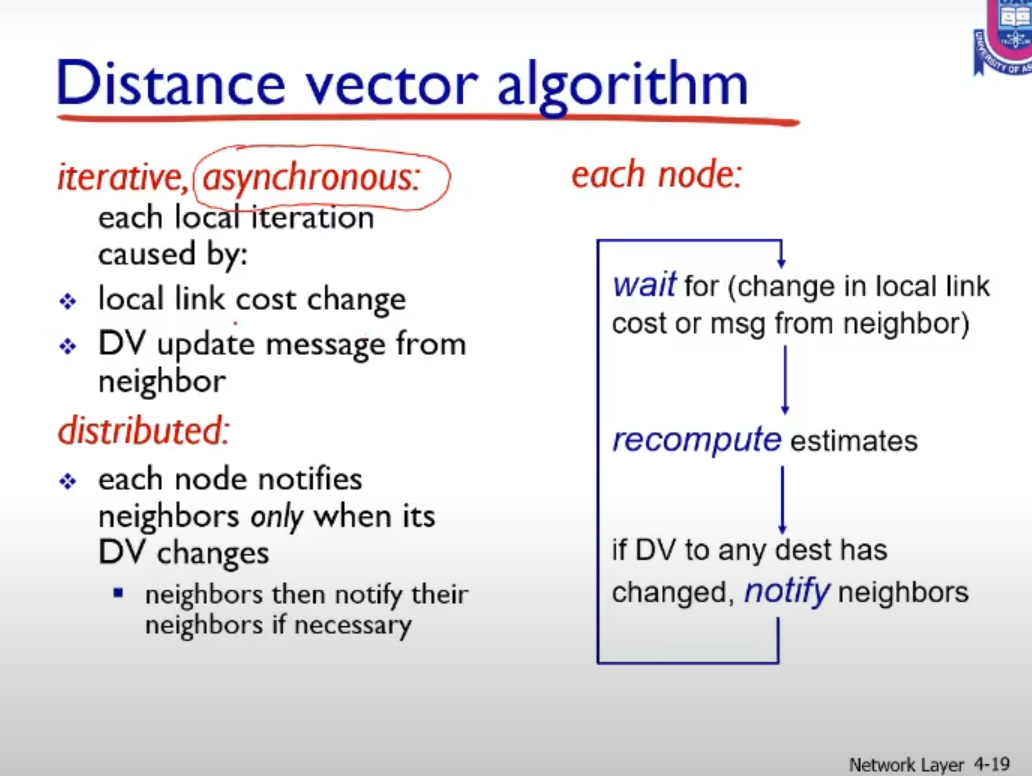 Distance vector algorithm
iterative, asynchronous:
each local iteration
caused by:
❖ local link cost change
❖ DV update message from
neighbor
distributed:
❖ each node notifies
neighbors only when its
DV changes
▪ neighbors then notify their
neighbors if necessary
each node:
wait for (change in local link
cost or msg from neighbor)
recompute estimates
if DV to any dest has
changed, notify neighbors
Network Layer 4-19
UNIVERSITY OF